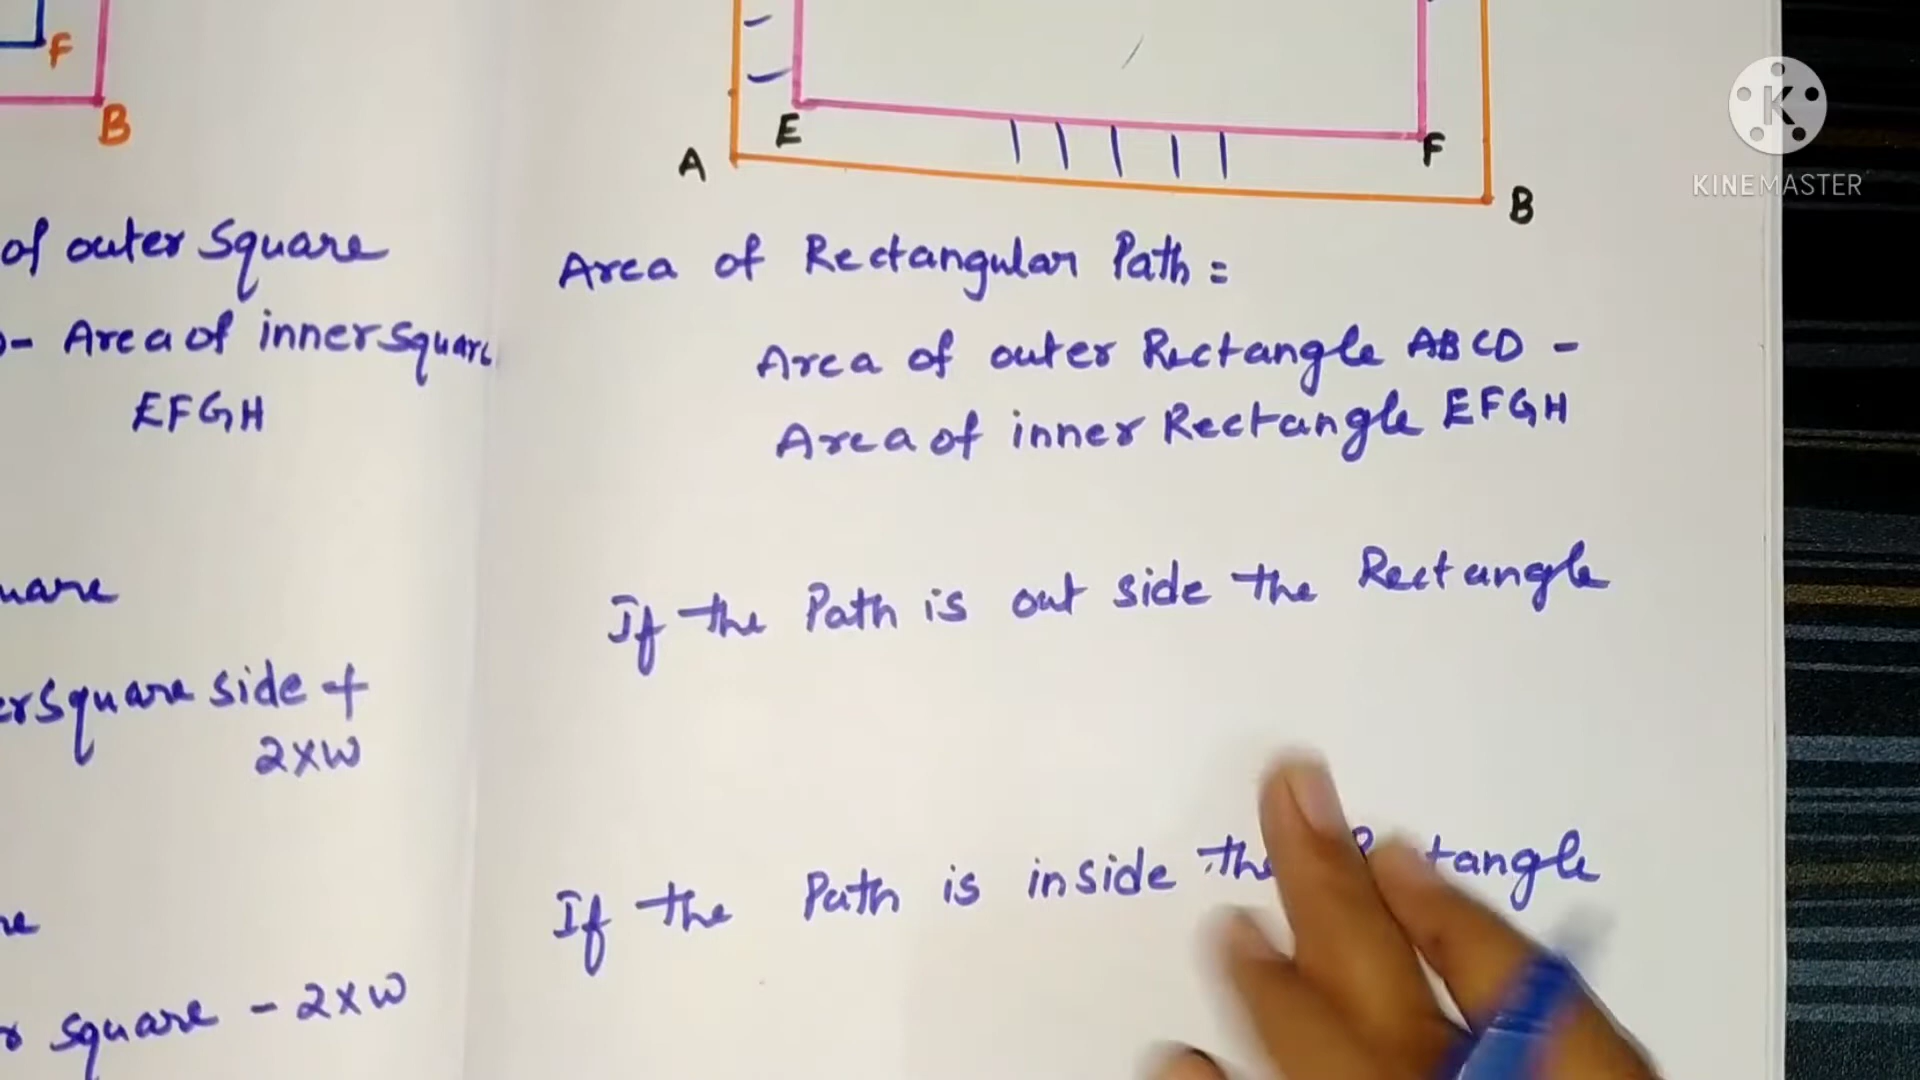 F
B
of outer square
- Area of inner square
EFGH
square side +
2xw
square - 2xw
E
F
A
B
Area of Rectangular Path =
Area of outer Rectangle ABCD -
Area of inner Rectangle EFGH
If the Path is out side the Rectangle
If the Path is inside the Rectangle
K
KINEMASTER